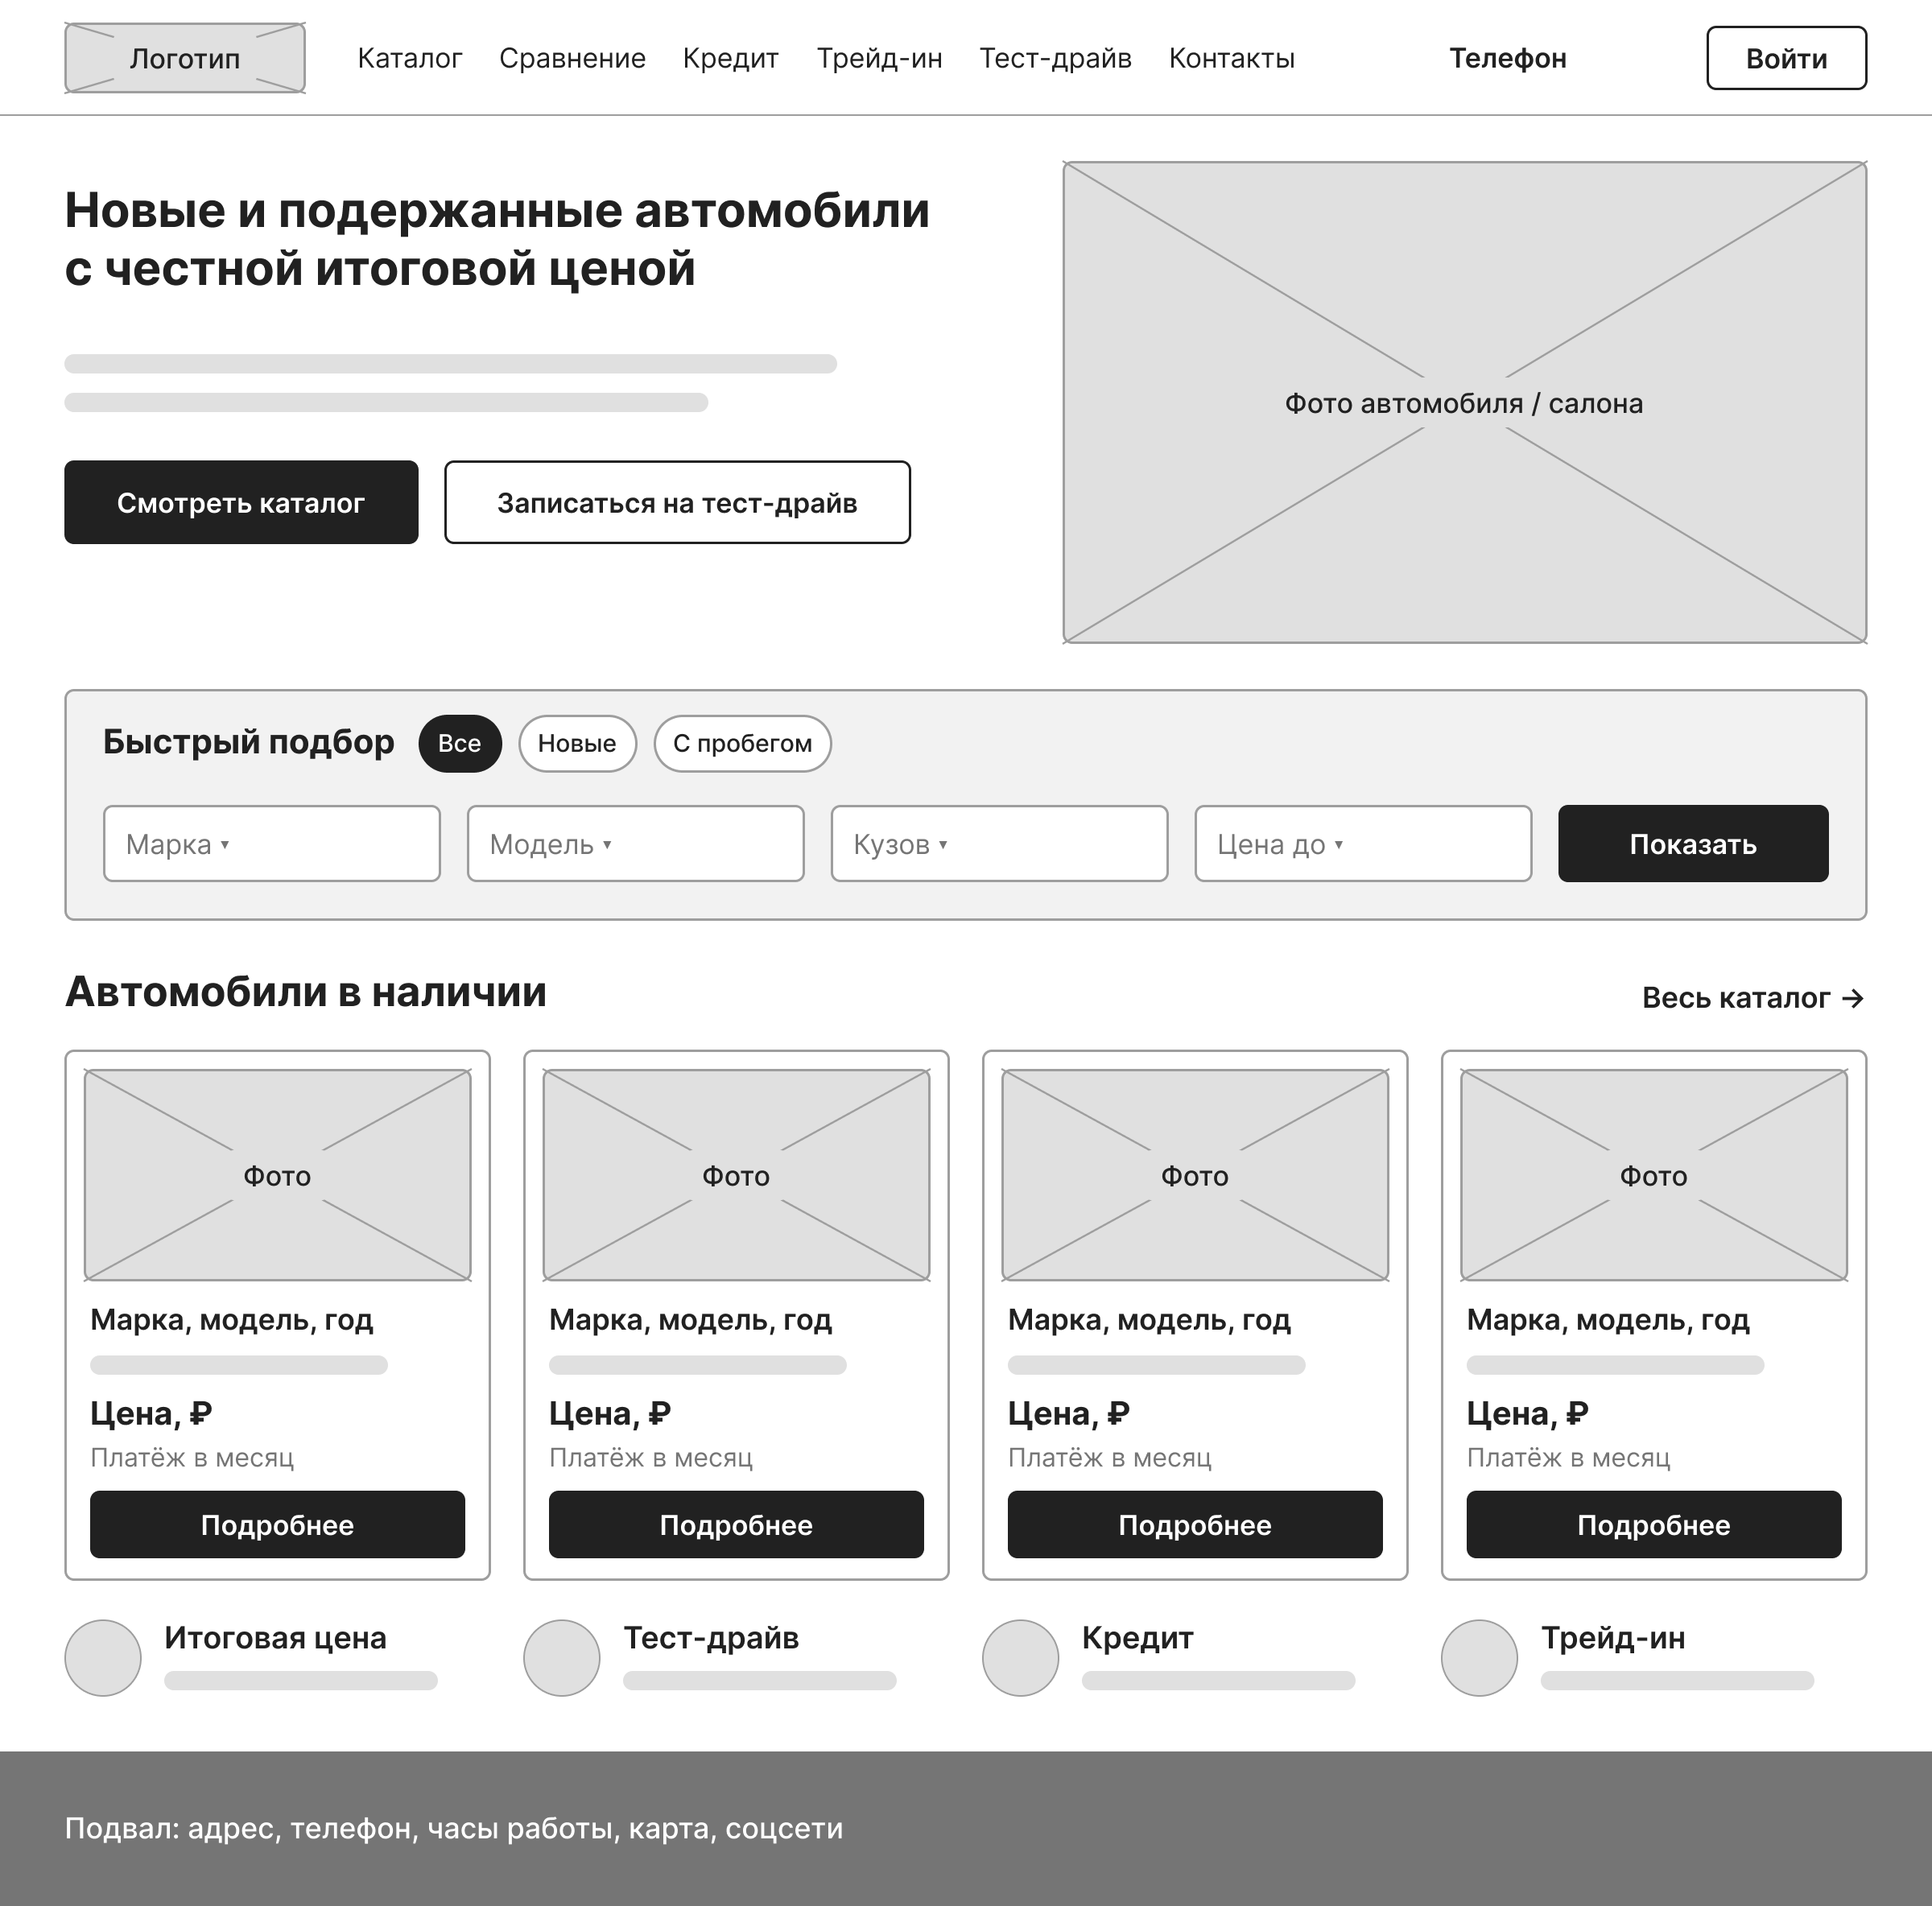 Логотип
Каталог Сравнение Кредит Трейд-ин Тест-драйв Контакты Телефон Войти
Новые и подержанные автомобили
с честной итоговой ценой
Смотреть каталог Записаться на тест-драйв
Фото автомобиля / салона
Быстрый подбор Все Новые С пробегом
Марка ▾ Модель ▾ Кузов ▾ Цена до ▾ Показать
Автомобили в наличии Весь каталог →
Фото Фото Фото Фото
Марка, модель, год Марка, модель, год Марка, модель, год Марка, модель, год
Цена, ₽ Цена, ₽ Цена, ₽ Цена, ₽
Платёж в месяц Платёж в месяц Платёж в месяц Платёж в месяц
Подробнее Подробнее Подробнее Подробнее
Итоговая цена Тест-драйв Кредит Трейд-ин
Подвал: адрес, телефон, часы работы, карта, соцсети